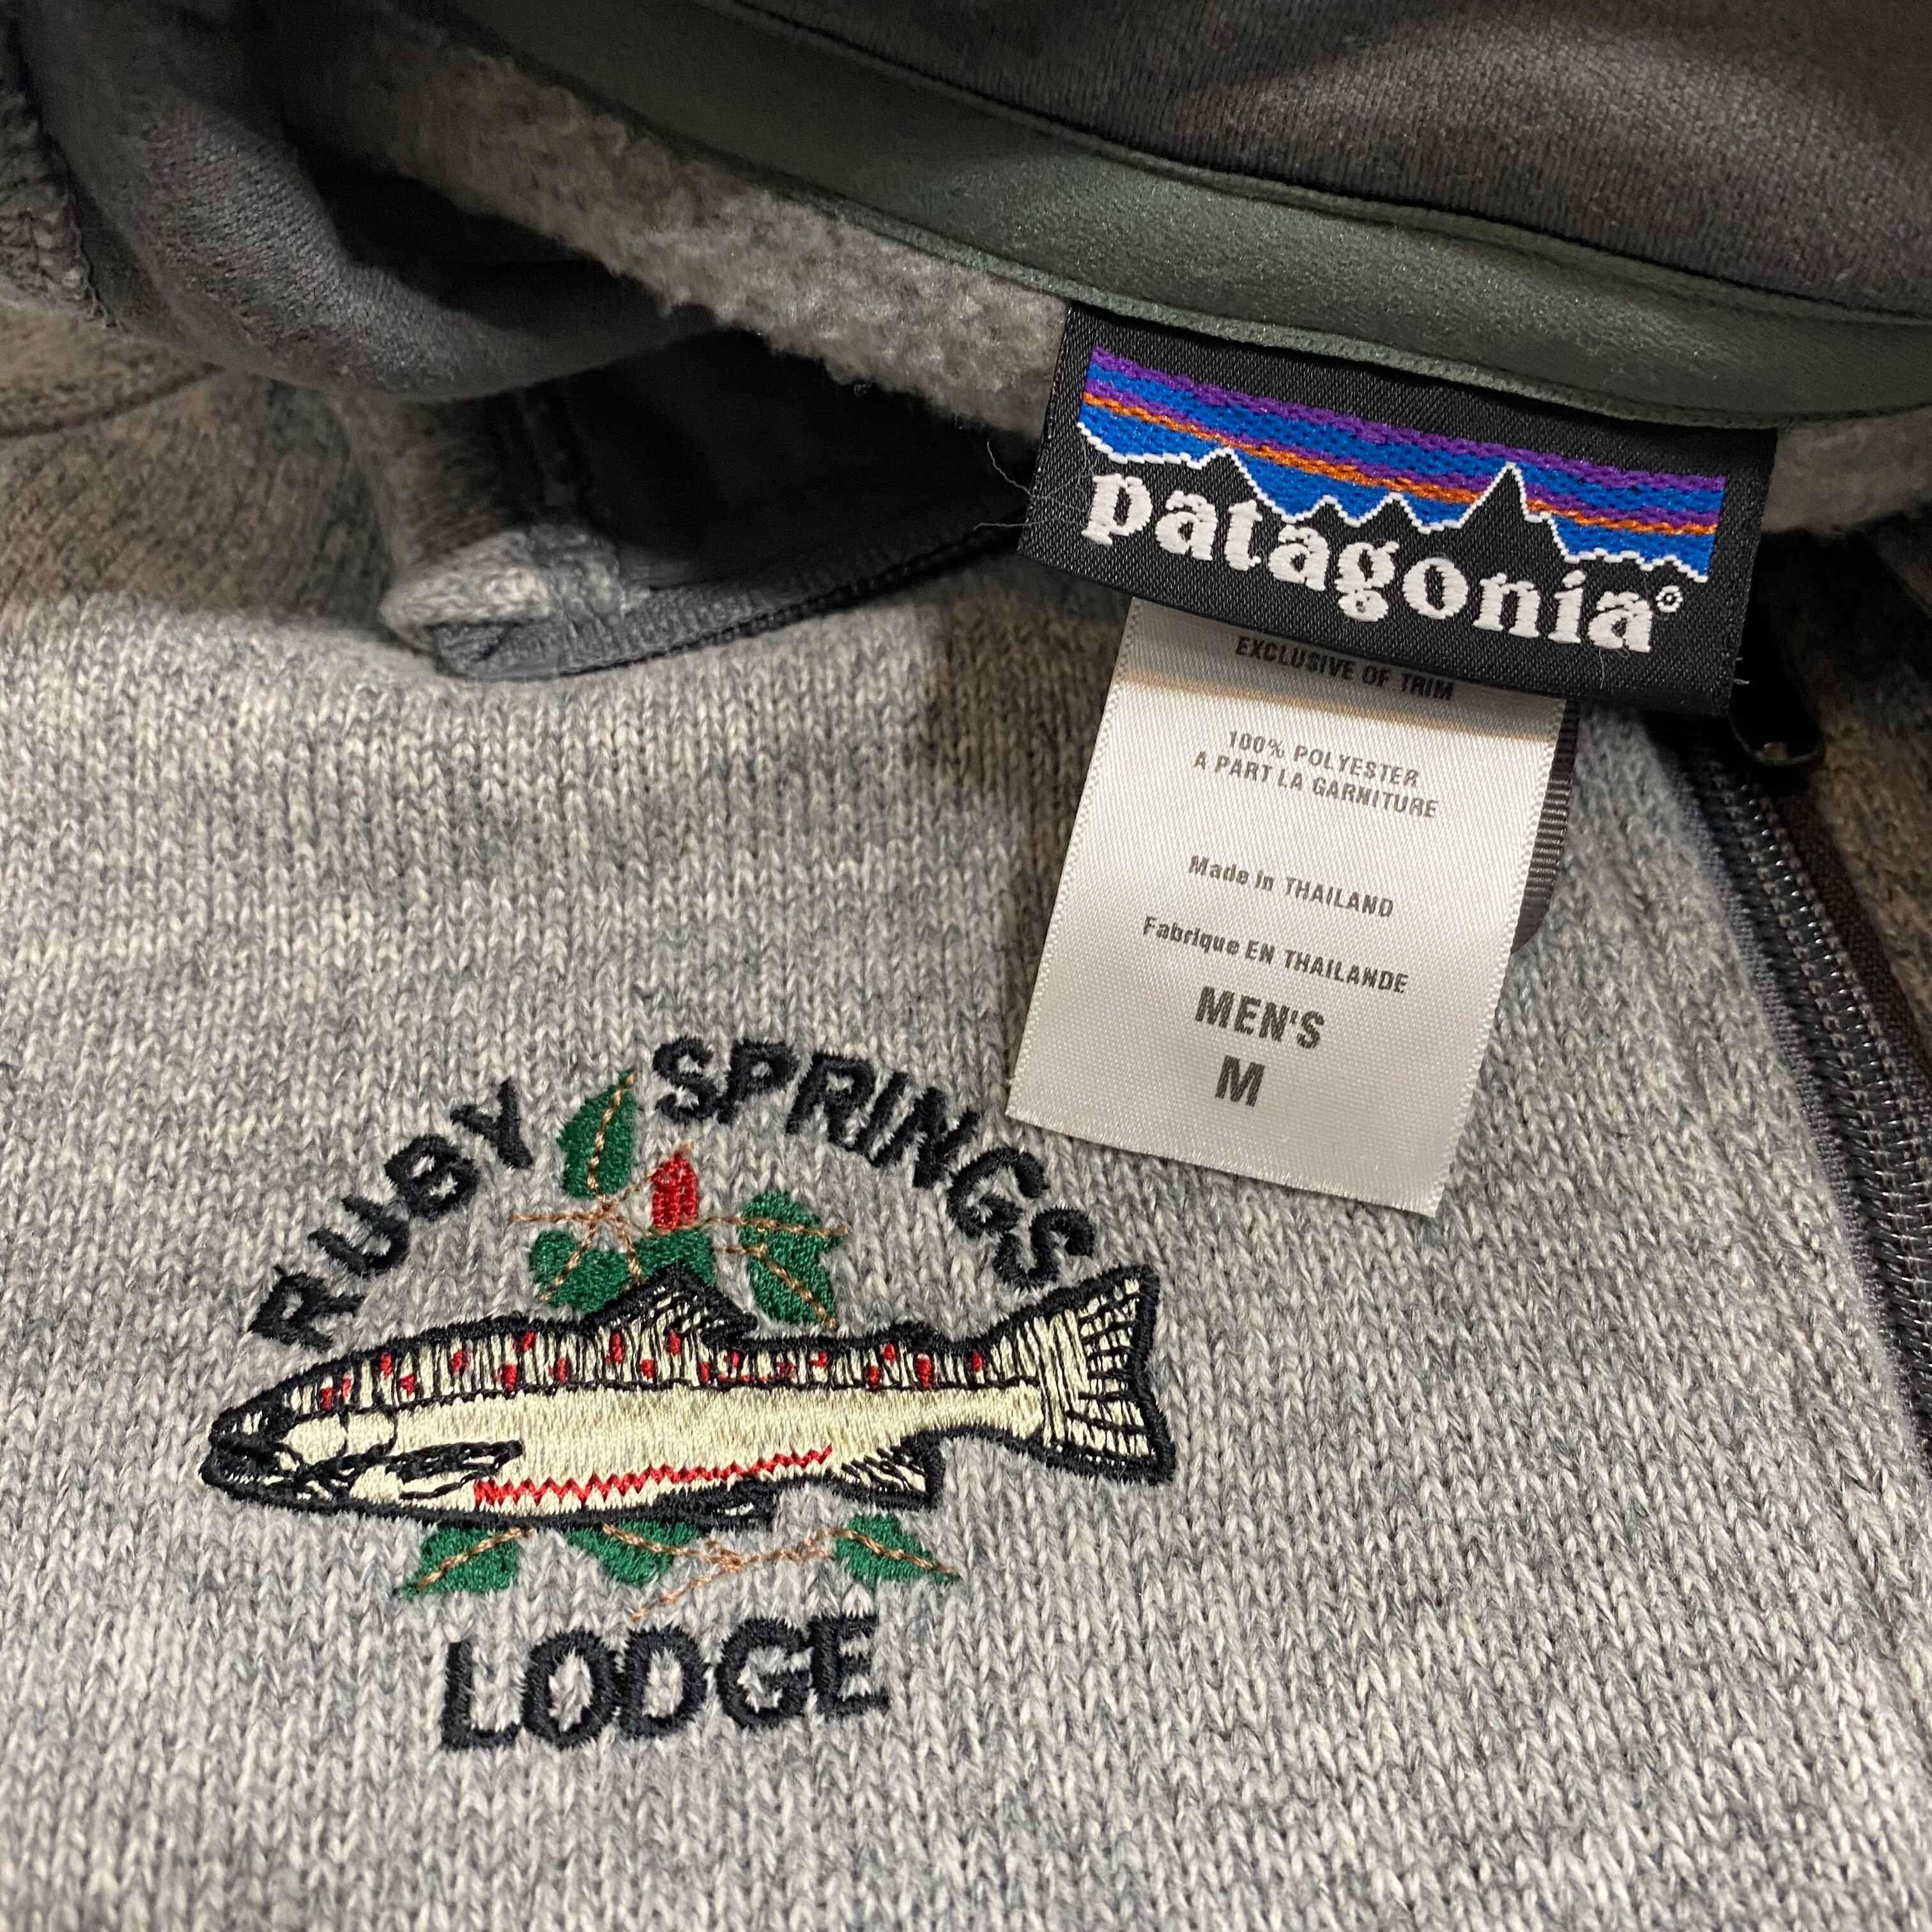 patagonia®
EXCLUSIVE OF TRIM
100% POLYESTER
A PART LA GARNITURE
Made in THAILAND
Fabrique EN THAILANDE
MEN'S
M
RUBY SPRINGS
LODGE